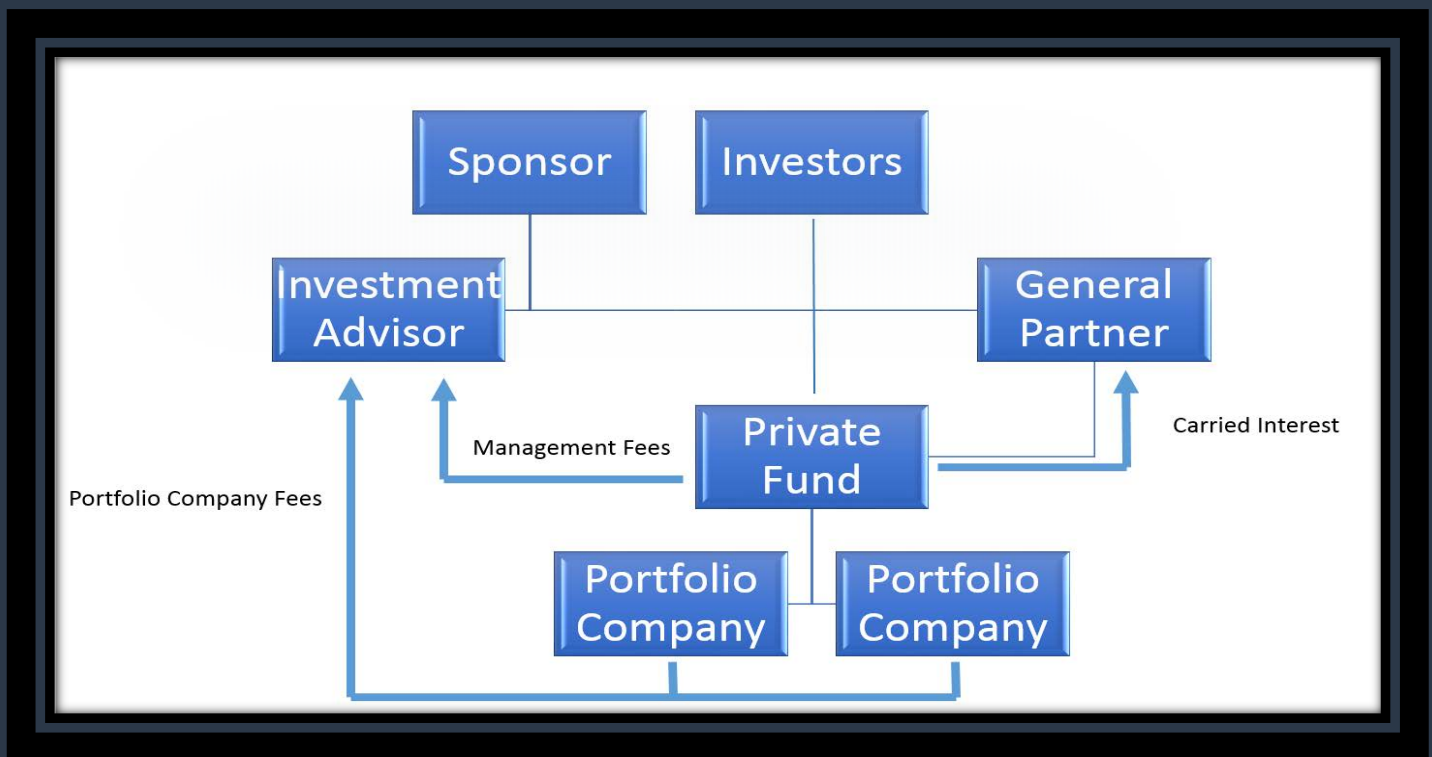 Sponsor
Investors
Investment
Advisor
General
Partner
Private
Fund
Carried Interest
Management Fees
Portfolio Company Fees
Portfolio
Company
Portfolio
Company